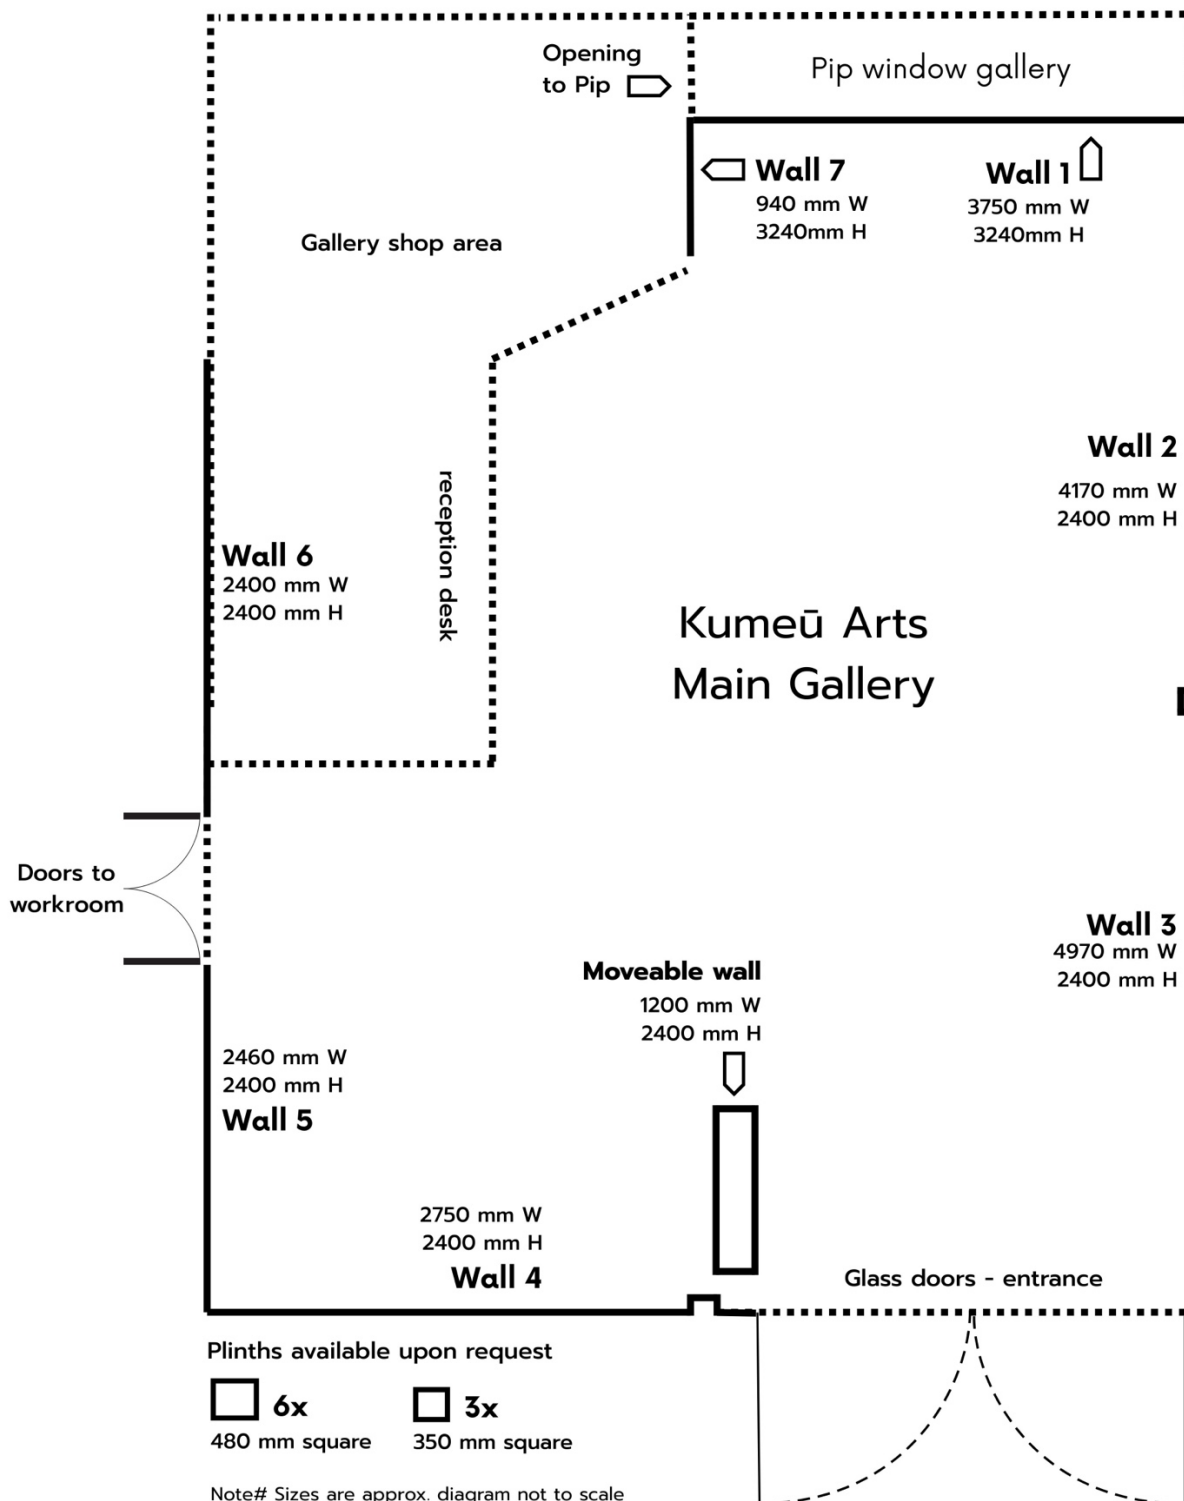 Opening
to Pip
Pip window gallery
Wall 7
940 mm W
3240mm H
Wall 1
3750 mm W
3240mm H
Gallery shop area
Wall 2
4170 mm W
2400 mm H
reception desk
Wall 6
2400 mm W
2400 mm H
Kumeū Arts
Main Gallery
Doors to
workroom
Wall 3
4970 mm W
2400 mm H
Moveable wall
1200 mm W
2400 mm H
2460 mm W
2400 mm H
Wall 5
2750 mm W
2400 mm H
Wall 4
Glass doors - entrance
Plinths available upon request
6x
480 mm square
3x
350 mm square
Note# Sizes are approx. diagram not to scale